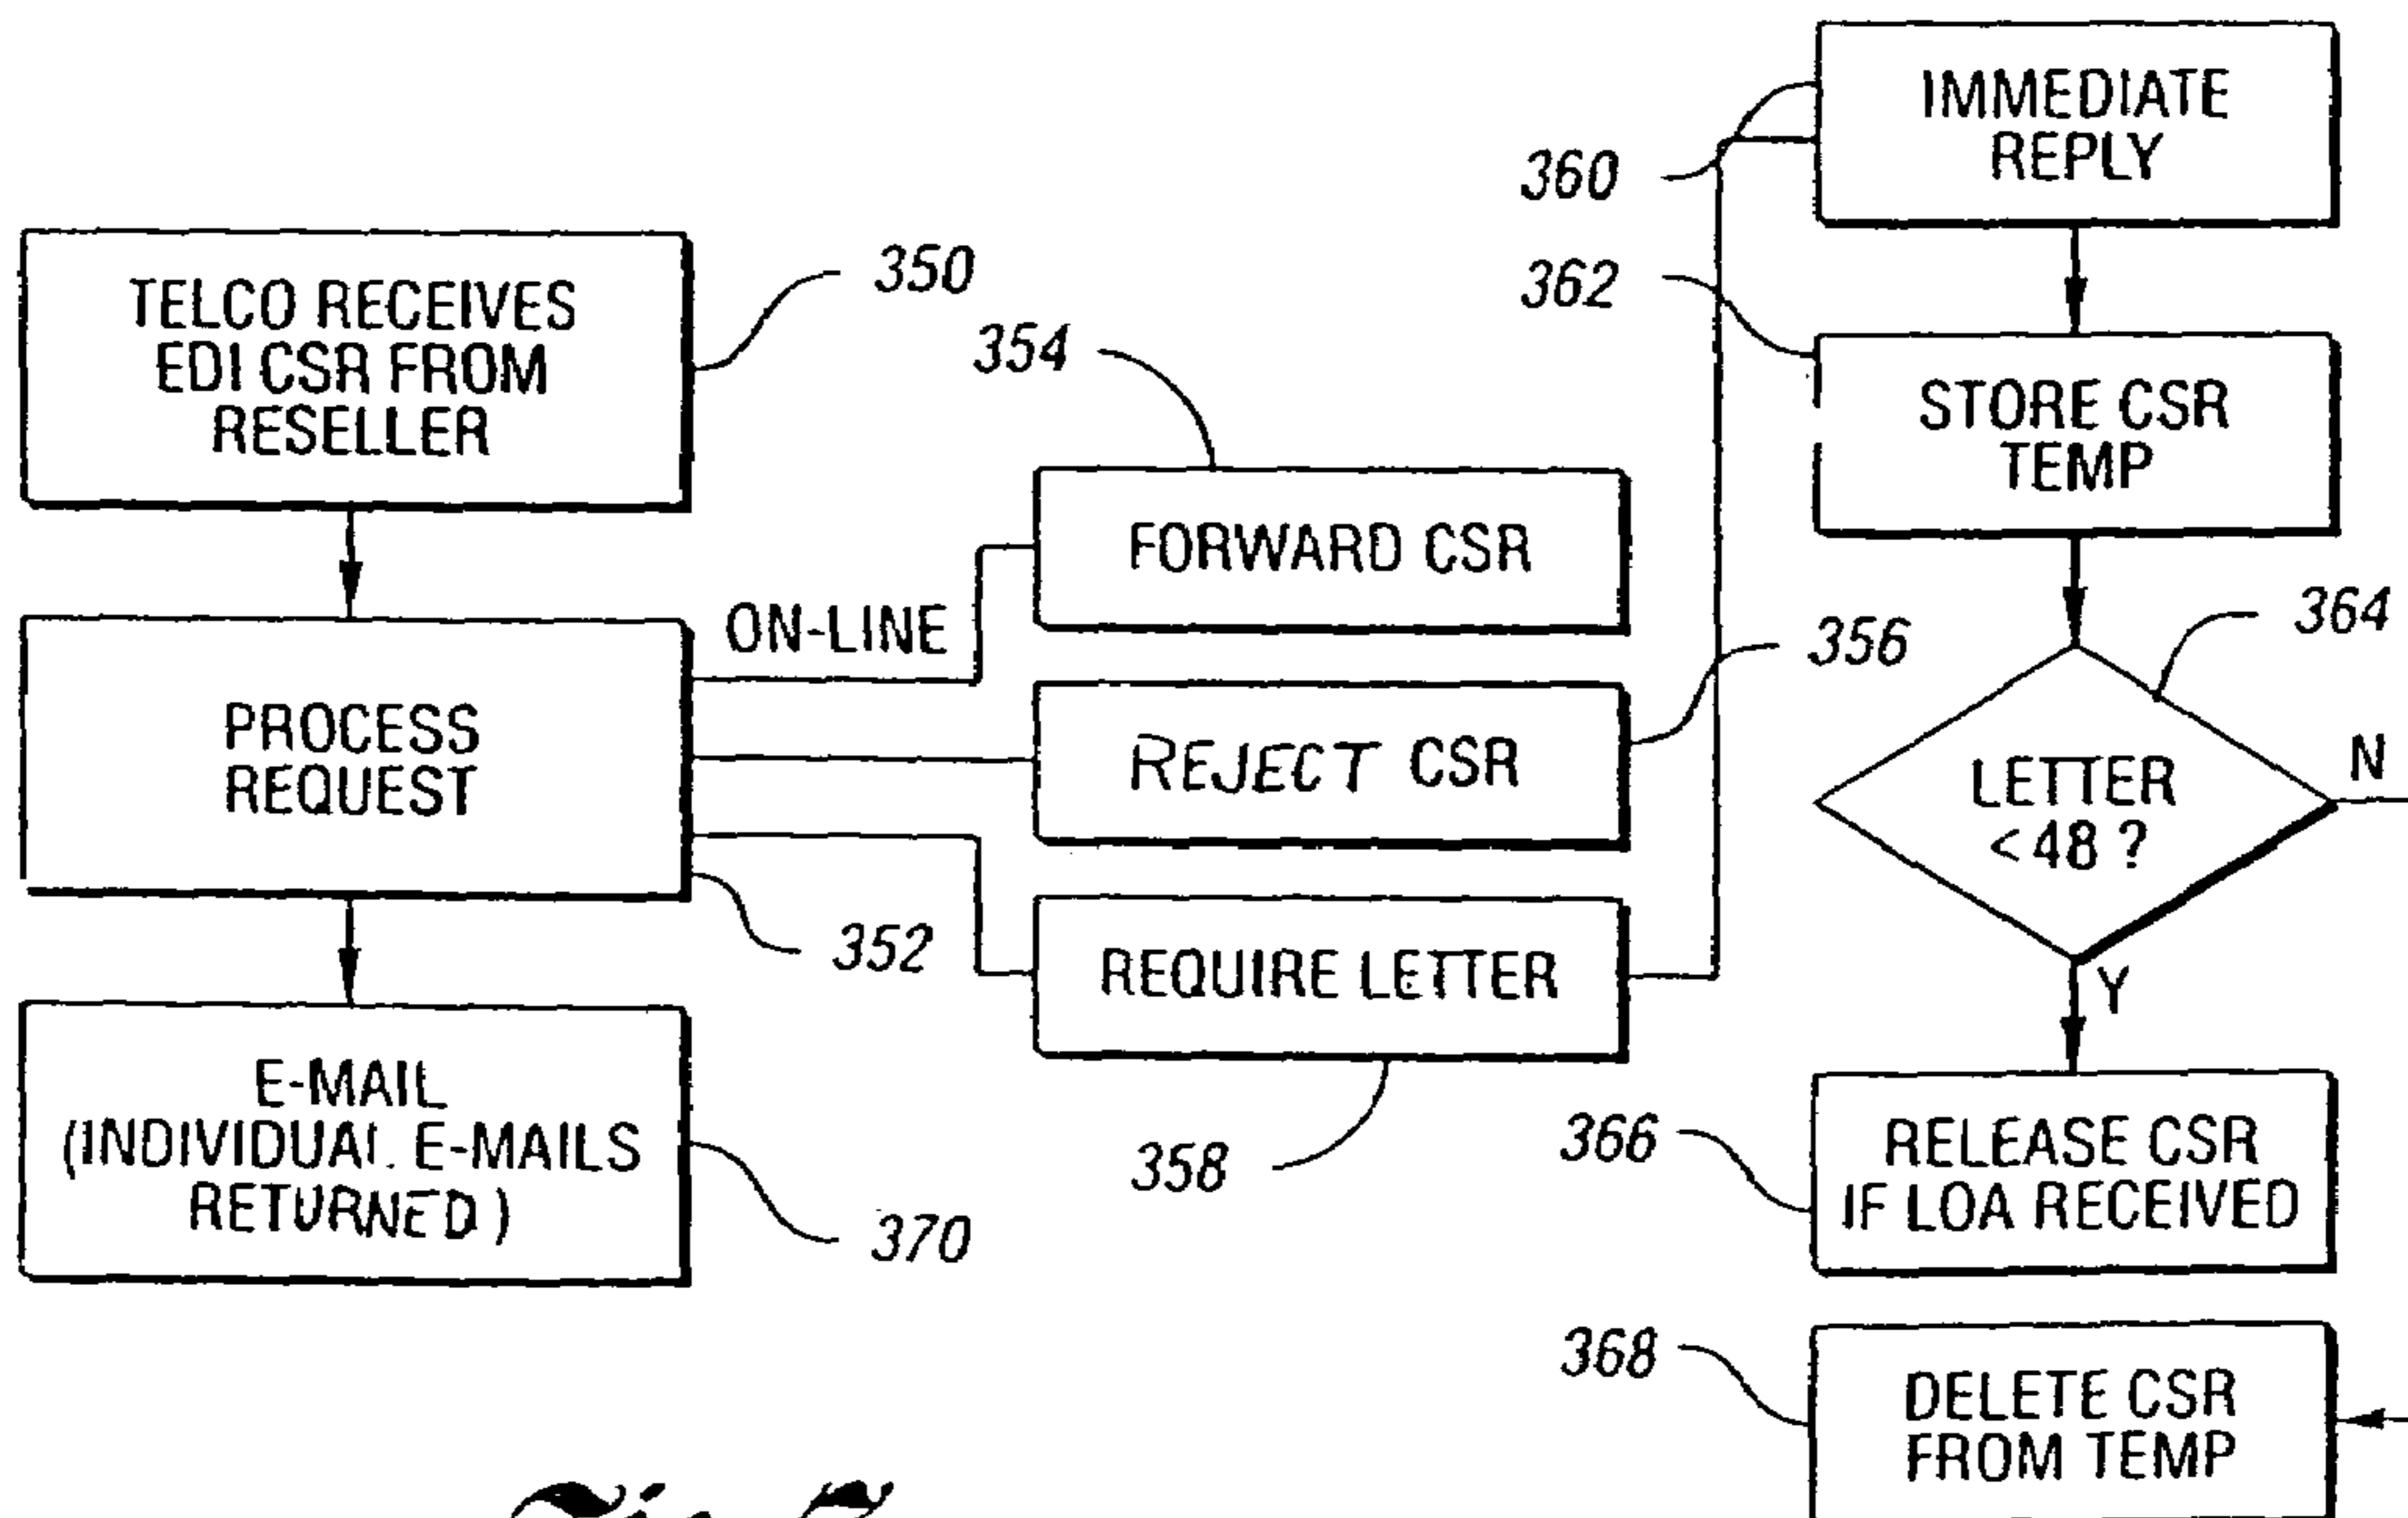 TELCO RECEIVES
EDI CSR FROM
RESELLER
350
PROCESS
REQUEST
352
E-MAIL
(INDIVIDUAL E-MAILS
RETURNED)
370
ON-LINE
354
FORWARD CSR
356
REJECT CSR
REQUIRE LETTER
358
360
IMMEDIATE
REPLY
362
STORE CSR
TEMP
364
LETTER
<48?
N
Y
366
RELEASE CSR
IF LOA RECEIVED
368
DELETE CSR
FROM TEMP